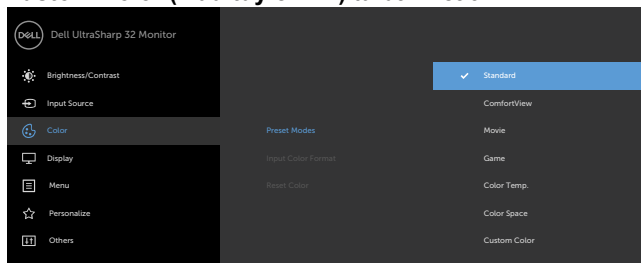 DELL
Dell UltraSharp 32 Monitor
Brightness/Contrast
Standard
Input Source
ComfortView
Color
Preset Modes
Movie
Display
Input Color Format
Game
Menu
Reset Color
Color Temp.
Personalize
Color Space
Others
Custom Color